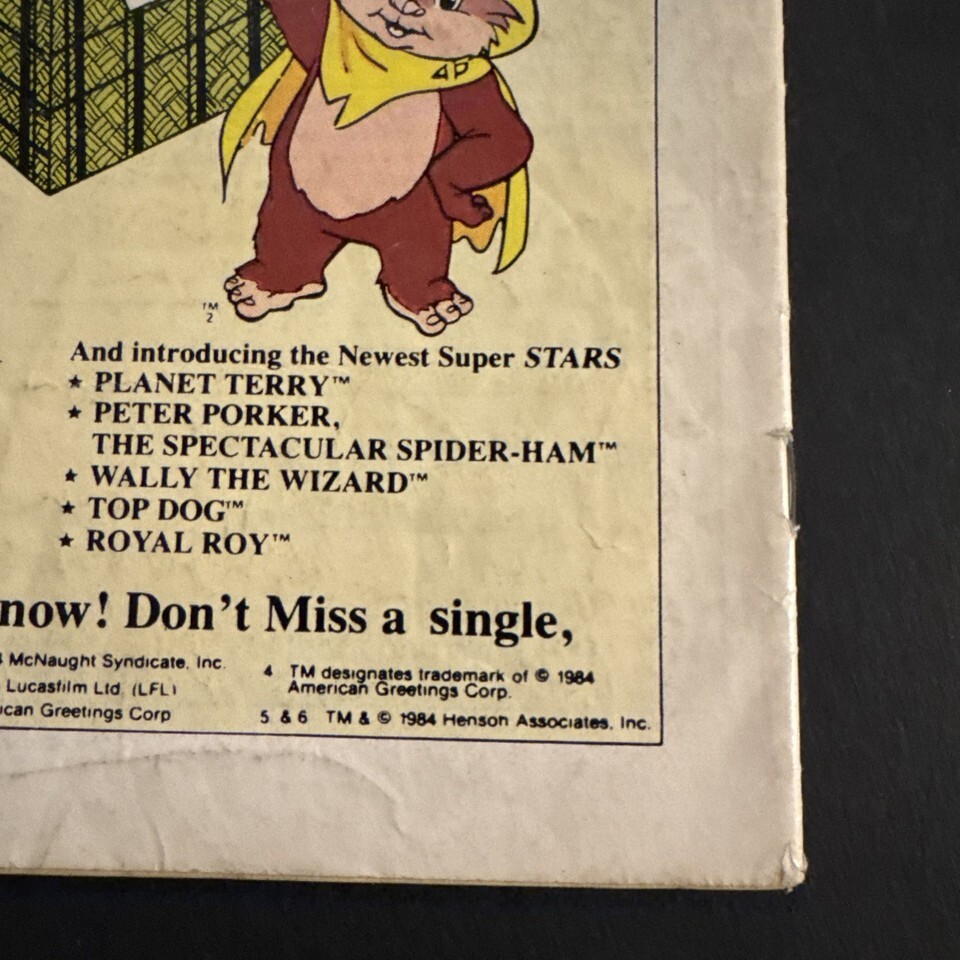 TM
2
And introducing the Newest Super STARS
★ PLANET TERRY™
★ PETER PORKER,
THE SPECTACULAR SPIDER-HAM™
★ WALLY THE WIZARD™
★ TOP DOG™
★ ROYAL ROY™
now! Don't Miss a single,
McNaught Syndicate, Inc.
Lucasfilm Ltd. (LFL)
ican Greetings Corp
4 TM designates trademark of © 1984
American Greetings Corp.
5 & 6 TM & © 1984 Henson Associates, Inc.